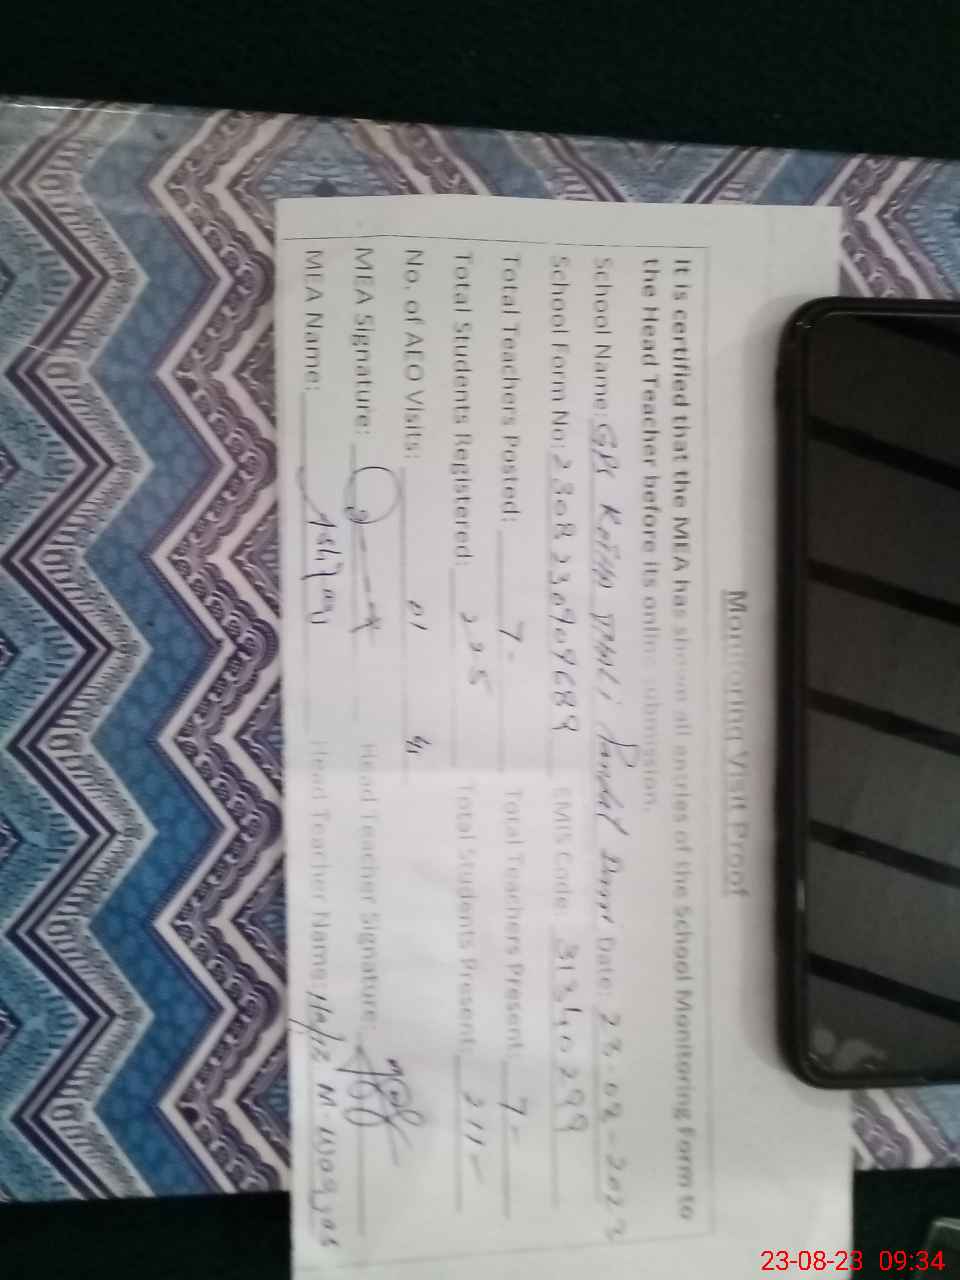 Monitoring Visit Proof
It is certified that the MEA has shown all entries of the School Monitoring Form to
the Head Teacher before its online submission.
School Name: GPS Date: 23-08-2023
School Form No: 2308230909689 EMIS Code: 31340299
Total Teachers Posted: 7- Total Teachers Present: 7-
Total Students Registered: 225 Total Students Present: 211-
No. of AEO Visits: 01
MEA Signature: Head Teacher Signature:
MEA Name: Head Teacher Name: Hafiz M.
23-08-23 09:34